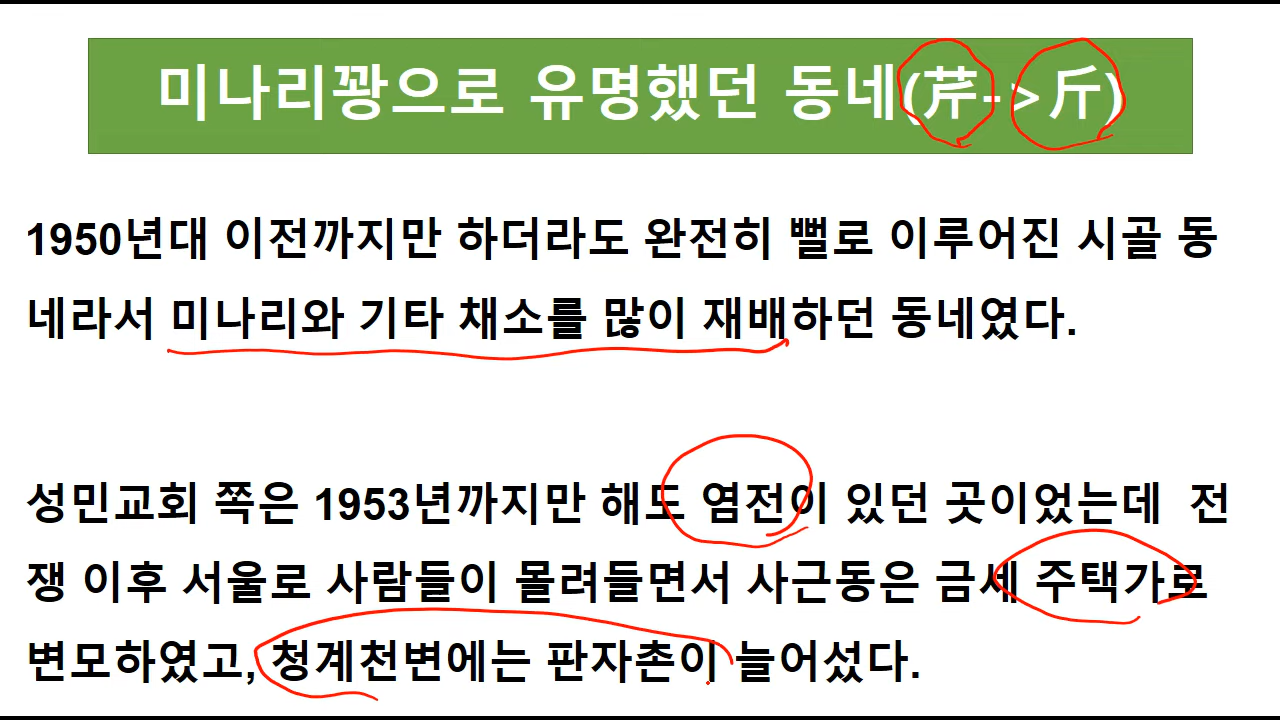 미나리꽝으로 유명했던 동네(芹->斤)
1950년대 이전까지만 하더라도 완전히 뻘로 이루어진 시골 동
네라서 미나리와 기타 채소를 많이 재배하던 동네였다.
성민교회 쪽은 1953년까지만 해도 염전이 있던 곳이었는데 전
쟁 이후 서울로 사람들이 몰려들면서 사근동은 금세 주택가로
변모하였고, 청계천변에는 판자촌이 늘어섰다.